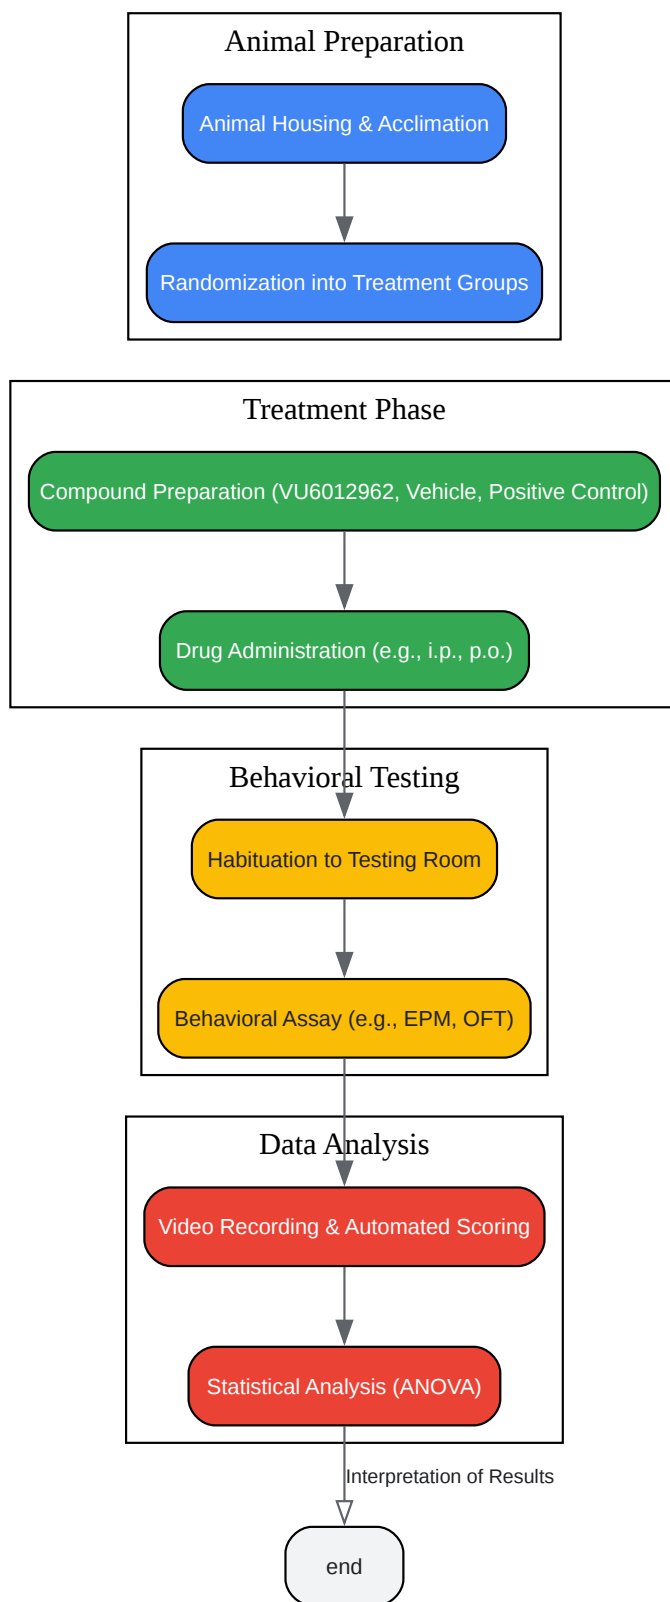 Animal Preparation
Animal Housing & Acclimation
Randomization into Treatment Groups
Treatment Phase
Compound Preparation (VU6012962, Vehicle, Positive Control)
Drug Administration (e.g., i.p., p.o.)
Behavioral Testing
Habituation to Testing Room
Behavioral Assay (e.g., EPM, OFT)
Data Analysis
Video Recording & Automated Scoring
Statistical Analysis (ANOVA)
Interpretation of Results
end